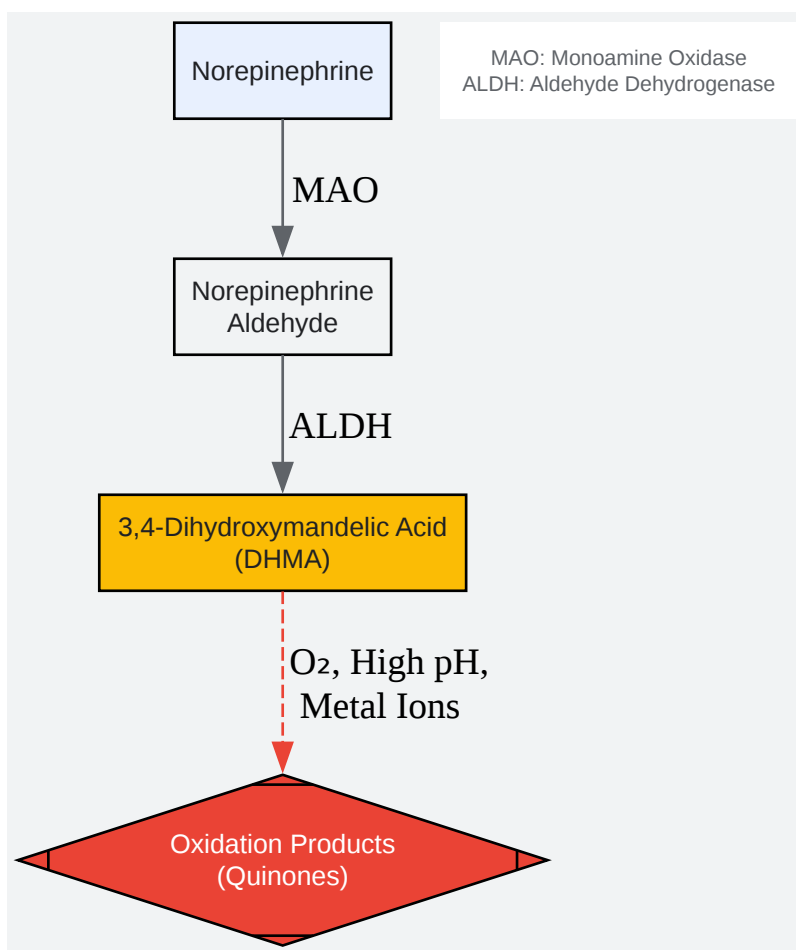 Norepinephrine
MAO: Monoamine Oxidase
ALDH: Aldehyde Dehydrogenase
MAO
Norepinephrine
Aldehyde
ALDH
3,4-Dihydroxymandelic Acid
(DHMA)
O₂, High pH,
Metal Ions
Oxidation Products
(Quinones)